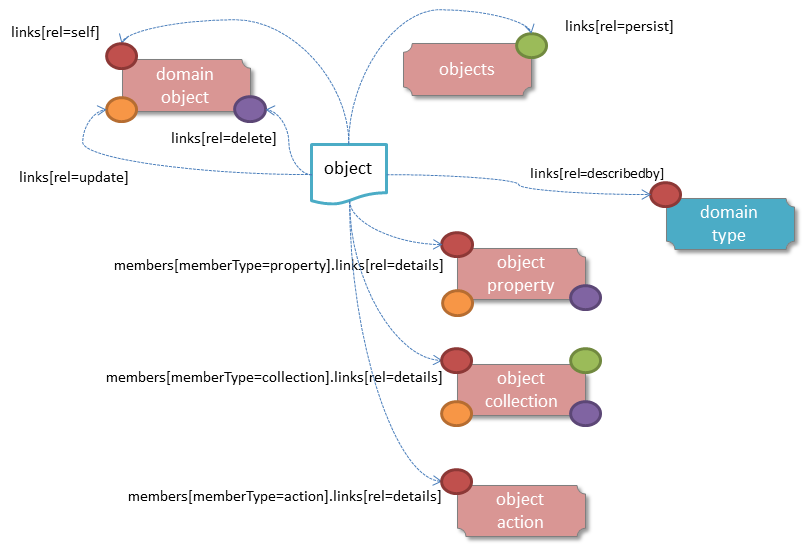 links[rel=self]
links[rel=persist]
domain
object
objects
links[rel=delete]
links[rel=update]
object
links[rel=describedby]
domain
type
members[memberType=property].links[rel=details]
object
property
members[memberType=collection].links[rel=details]
object
collection
members[memberType=action].links[rel=details]
object
action